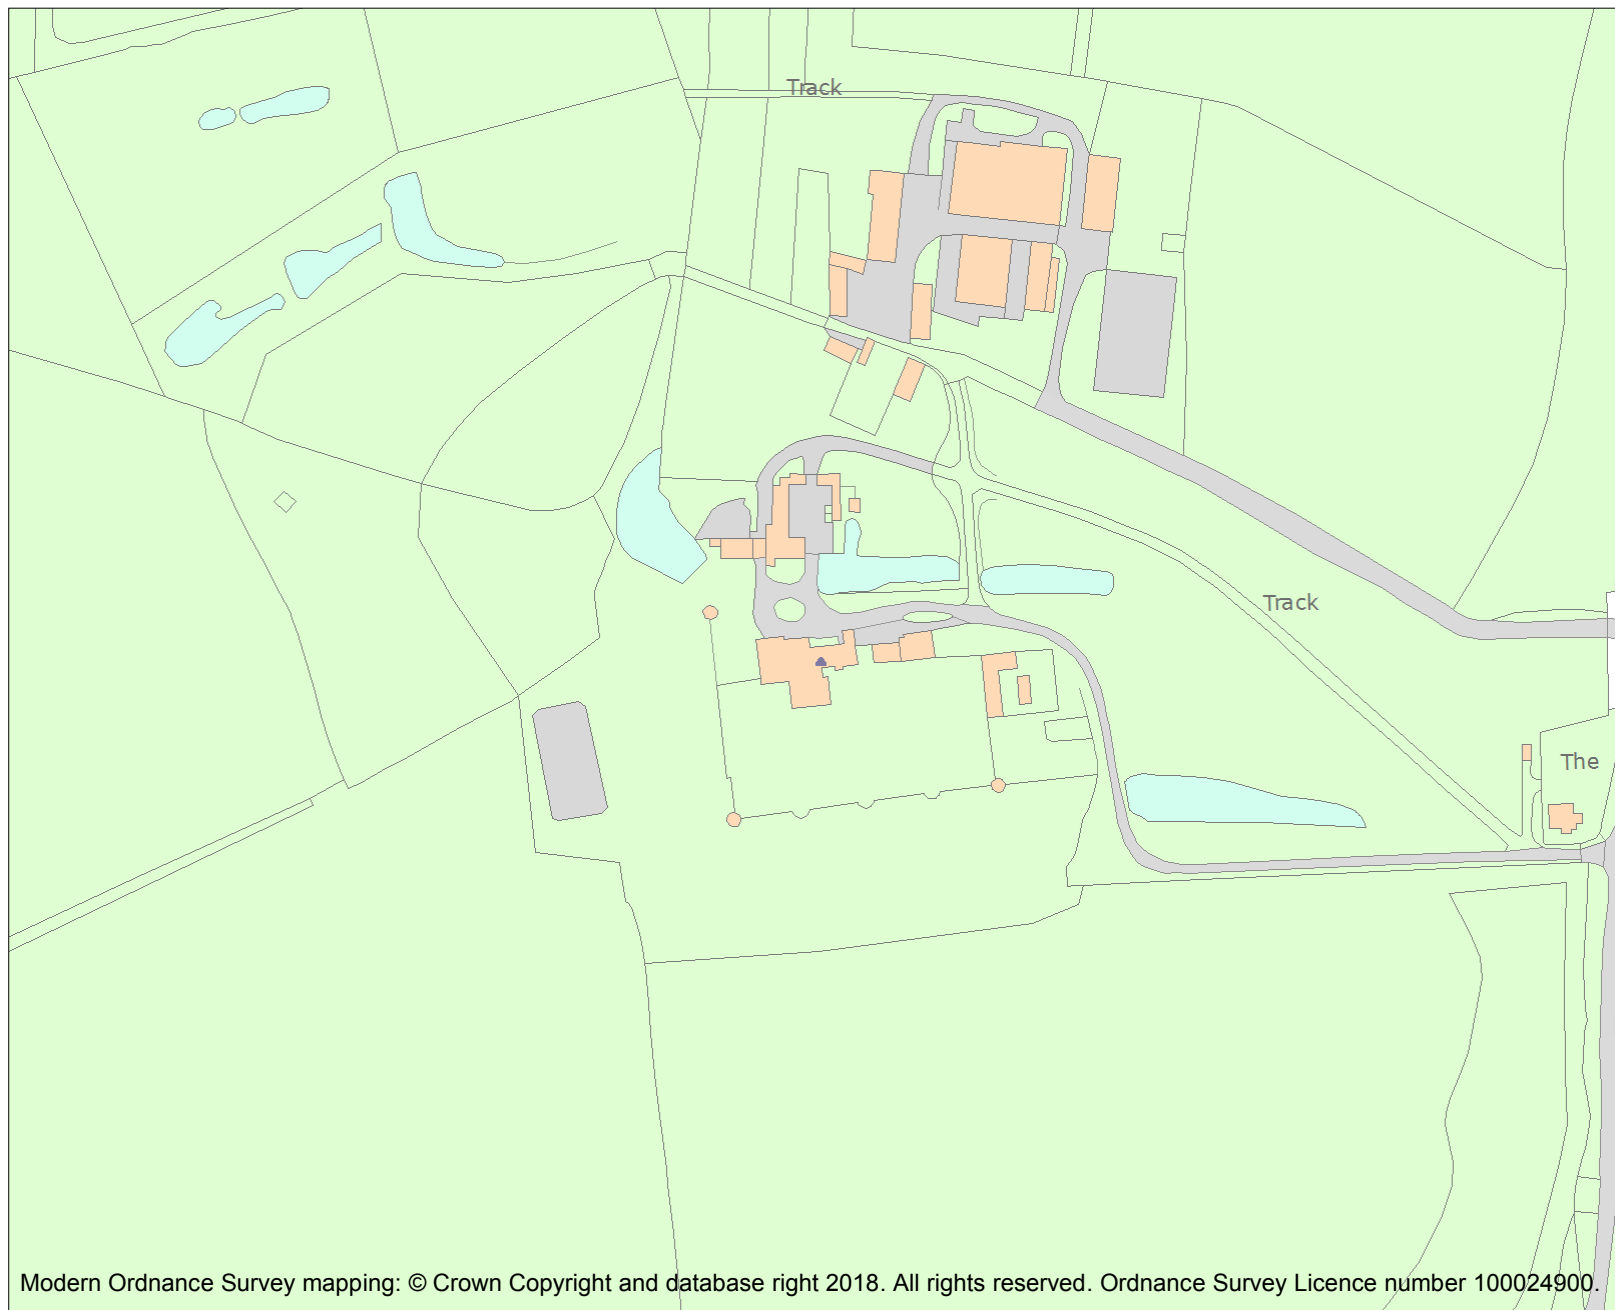 Track
Track
The
Modern Ordnance Survey mapping: © Crown Copyright and database right 2018. All rights reserved. Ordnance Survey Licence number 100024900.